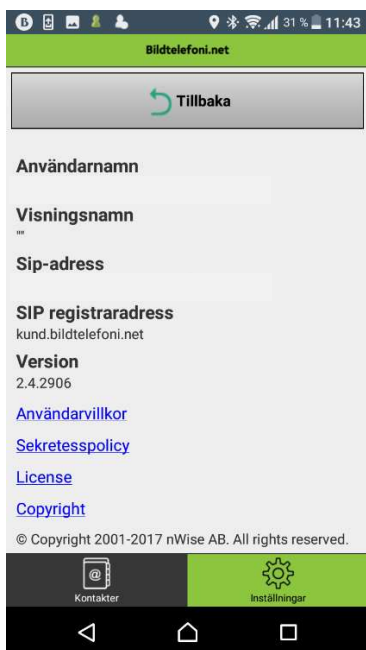 31 % 11:43
Bildtelefoni.net
Tillbaka
Användarnamn
Visningsnamn
""
Sip-adress
SIP registraradress
kund.bildtelefoni.net
Version
2.4.2906
Användarvillkor
Sekretesspolicy
License
Copyright
© Copyright 2001-2017 nWise AB. All rights reserved.
Kontakter
Inställningar